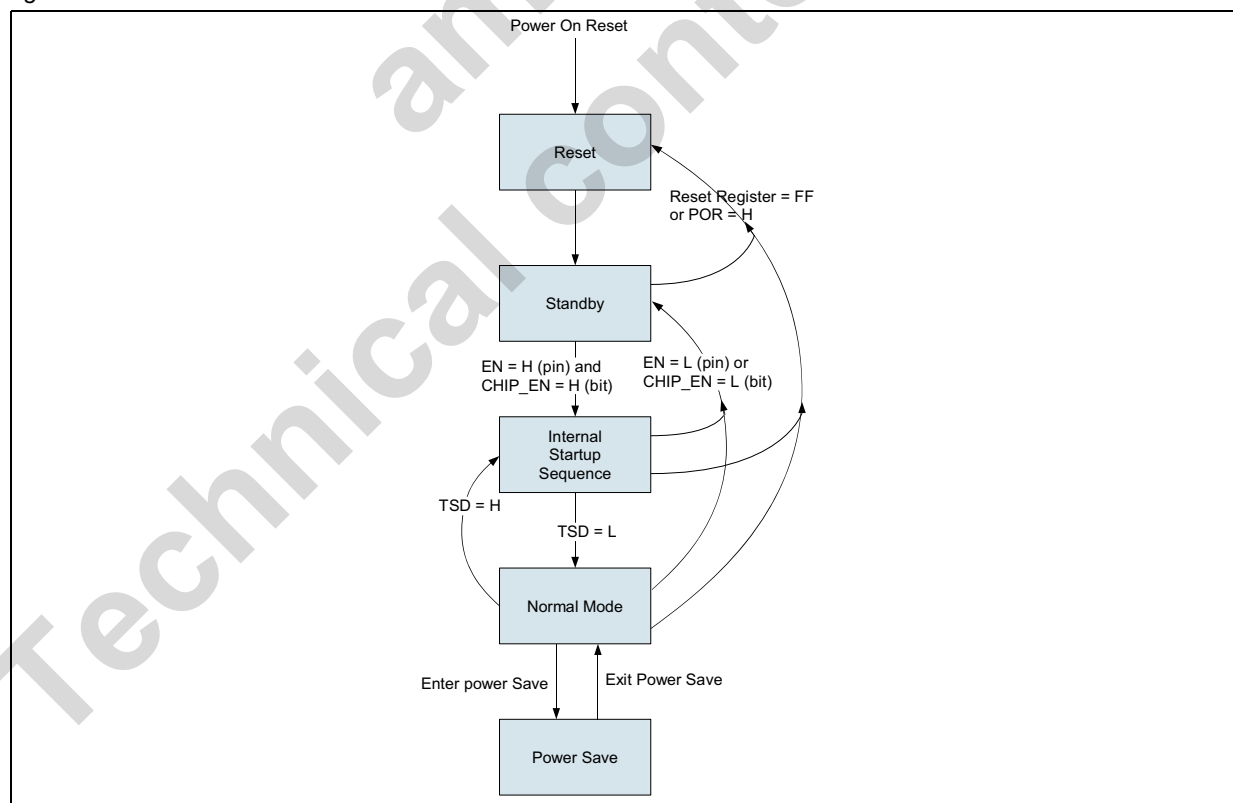 Power On Reset
Reset
Reset Register = FF
or POR = H
Standby
EN = H (pin) and
CHIP_EN = H (bit)
EN = L (pin) or
CHIP_EN = L (bit)
Internal
Startup
Sequence
TSD = H
TSD = L
Normal Mode
Enter power Save
Exit Power Save
Power Save
Technical